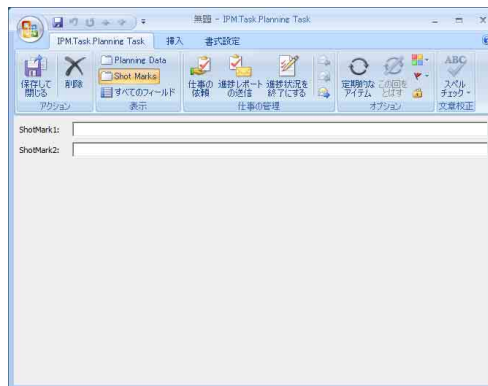 無題 - IPM.Task.Planning Task
IPM.Task.Planning Task 挿入 書式設定
保存して閉じる
削除
アクション
Planning Data
Shot Marks
すべてのフィールド
表示
仕事の依頼
進捗レポートの送信
進捗状況を終了にする
仕事の管理
定期的なアイテム
この回をとばす
オプション
ABC
スペルチェック
文章校正
ShotMark1:
ShotMark2: